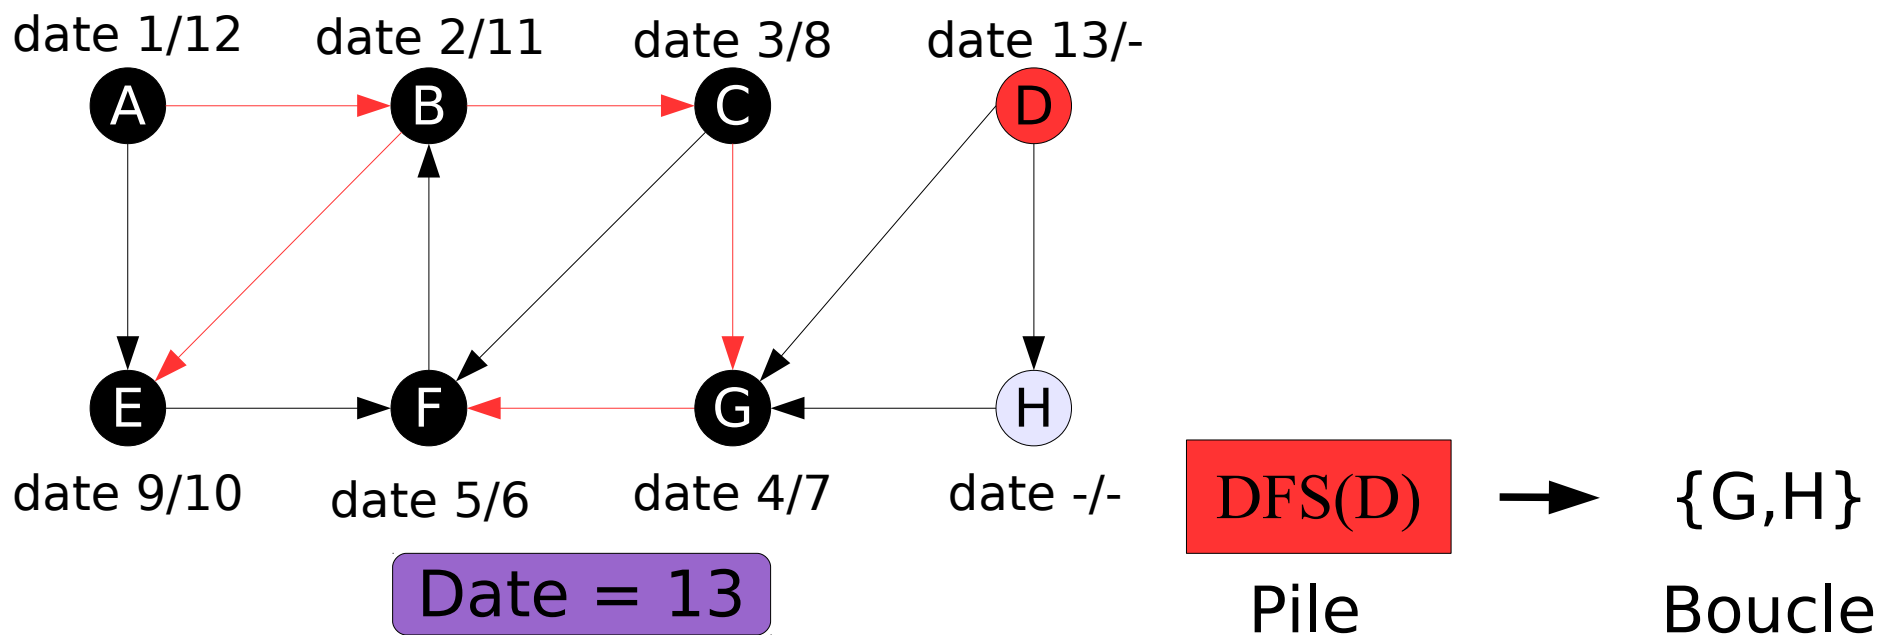 date 1/12 date 2/11 date 3/8 date 13/-
A B C D
E F G H
date 9/10 date 5/6 date 4/7 date -/- DFS(D) {G,H}
Date = 13 Pile Boucle